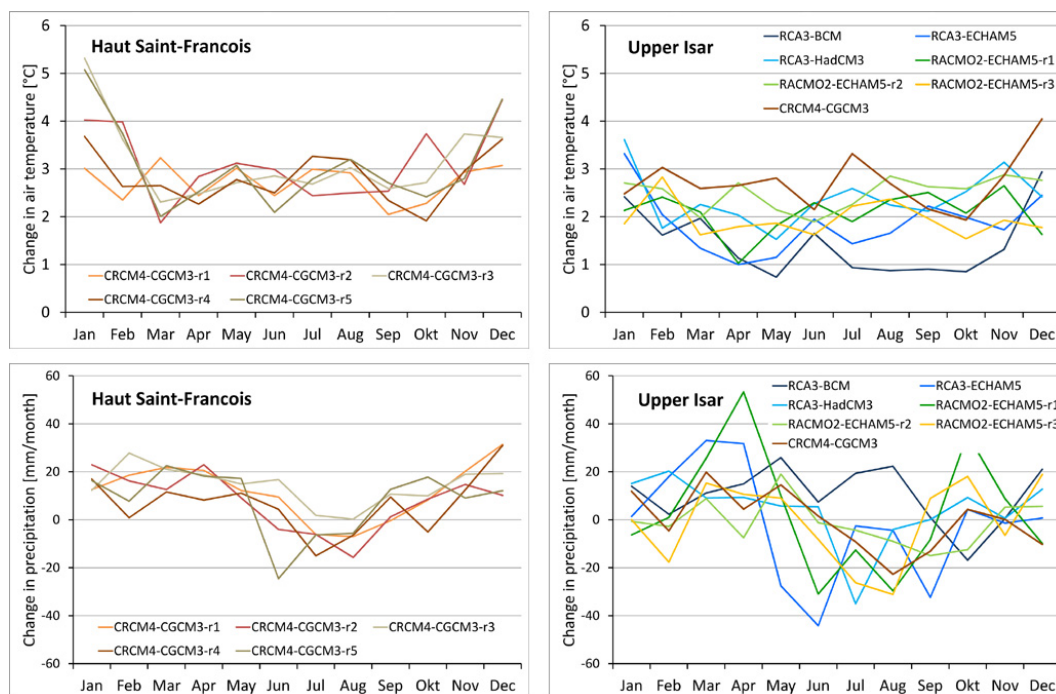 Haut Saint-Francois
Change in air temperature [°C]
6
5
4
3
2
1
0
CRCM4-CGCM3-r1 CRCM4-CGCM3-r2 CRCM4-CGCM3-r3
CRCM4-CGCM3-r4 CRCM4-CGCM3-r5
Jan Feb Mar Apr May Jun Jul Aug Sep Okt Nov Dec
Upper Isar
Change in air temperature [°C]
6
5
4
3
2
1
0
RCA3-BCM RCA3-ECHAM5
RCA3-HadCM3 RACMO2-ECHAM5-r1
RACMO2-ECHAM5-r2 RACMO2-ECHAM5-r3
CRCM4-CGCM3
Jan Feb Mar Apr May Jun Jul Aug Sep Okt Nov Dec
Haut Saint-Francois
Change in precipitation [mm/month]
60
40
20
0
-20
-40
-60
CRCM4-CGCM3-r1 CRCM4-CGCM3-r2 CRCM4-CGCM3-r3
CRCM4-CGCM3-r4 CRCM4-CGCM3-r5
Jan Feb Mar Apr May Jun Jul Aug Sep Okt Nov Dec
Upper Isar
Change in precipitation [mm/month]
60
40
20
0
-20
-40
-60
RCA3-BCM RCA3-ECHAM5
RCA3-HadCM3 RACMO2-ECHAM5-r1
RACMO2-ECHAM5-r2 RACMO2-ECHAM5-r3
CRCM4-CGCM3
Jan Feb Mar Apr May Jun Jul Aug Sep Okt Nov Dec